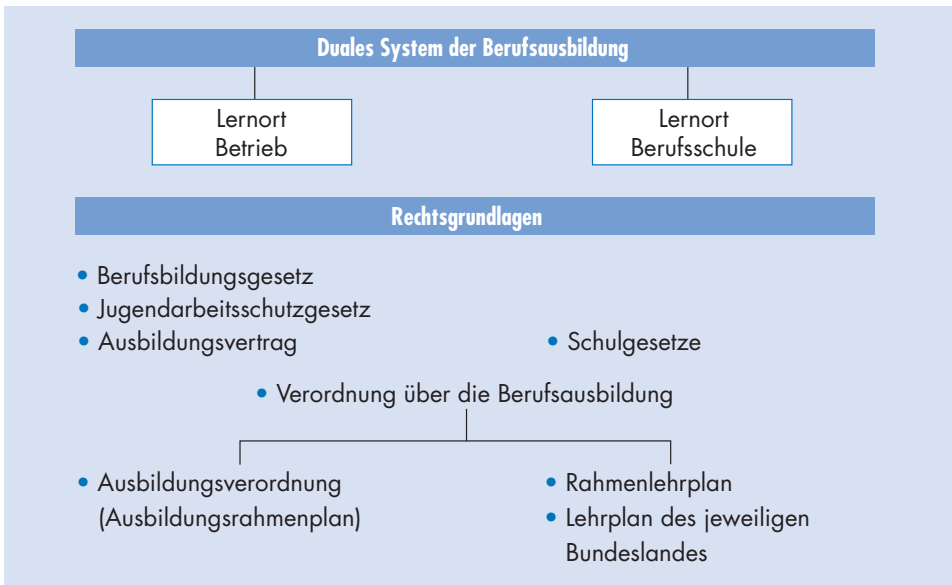 Duales System der Berufsausbildung
Lernort
Betrieb
Lernort
Berufsschule
Rechtsgrundlagen
• Berufsbildungsgesetz
• Jugendarbeitsschutzgesetz
• Ausbildungsvertrag
• Schulgesetze
• Verordnung über die Berufsausbildung
• Ausbildungsverordnung
(Ausbildungsrahmenplan)
• Rahmenlehrplan
• Lehrplan des jeweiligen
Bundeslandes